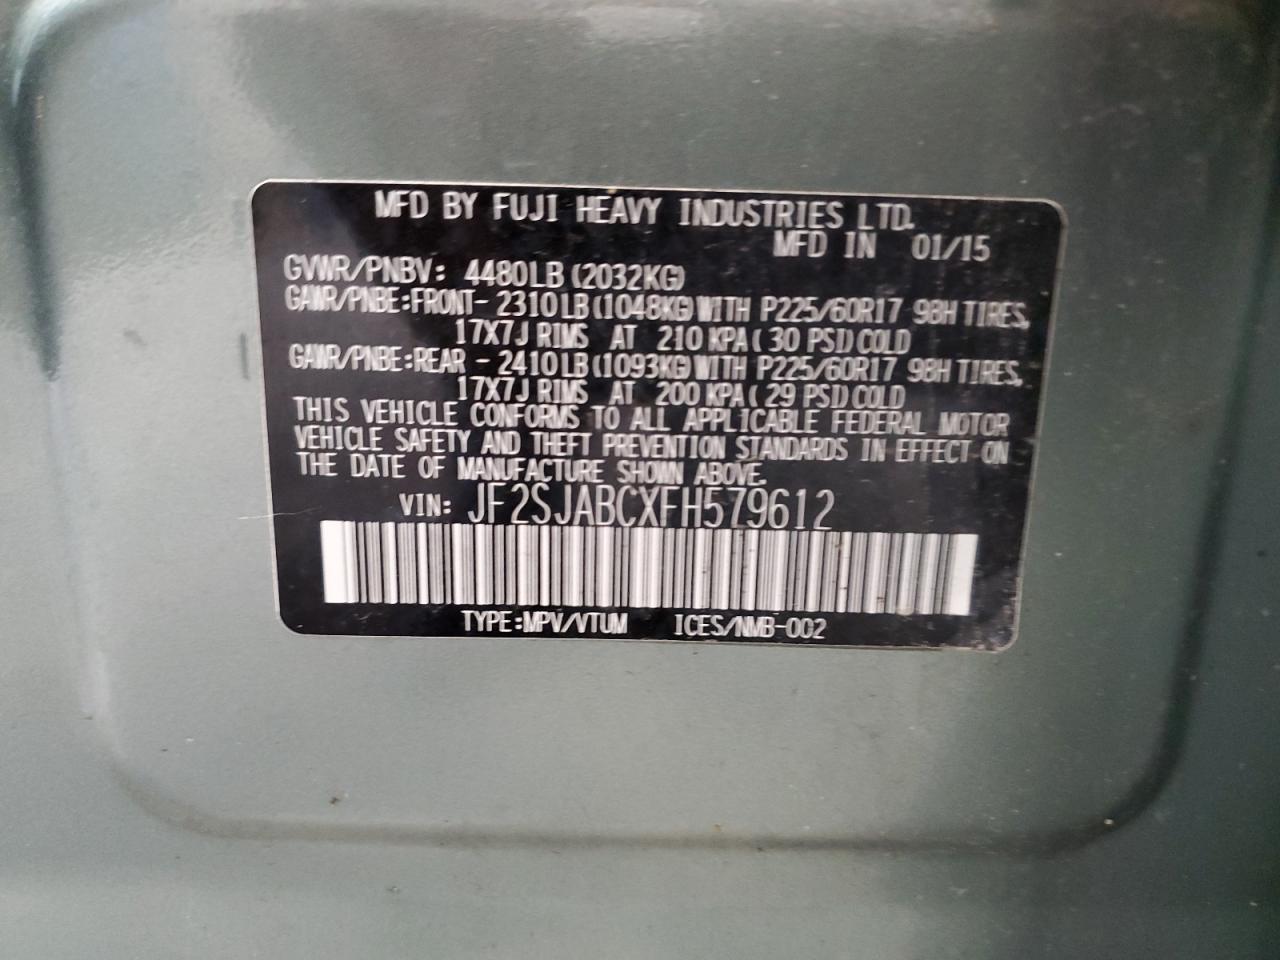 MFD BY FUJI HEAVY INDUSTRIES LTD.
MFD IN 01/15
GVWR/PNBV: 4480LB (2032KG)
GAWR/PNBE:FRONT- 2310LB (1048KG) WITH P225/60R17 98H TIRES,
17X7J RIMS AT 210 KPA ( 30 PSI) COLD
GAWR/PNBE:REAR - 2410LB (1093KG) WITH P225/60R17 98H TIRES,
17X7J RIMS AT 200 KPA ( 29 PSI) COLD
THIS VEHICLE CONFORMS TO ALL APPLICABLE FEDERAL MOTOR
VEHICLE SAFETY AND THEFT PREVENTION STANDARDS IN EFFECT ON
THE DATE OF MANUFACTURE SHOWN ABOVE.
VIN: JF2SJABCXFH579612
TYPE:MPV/VTUM ICES/NMB-002